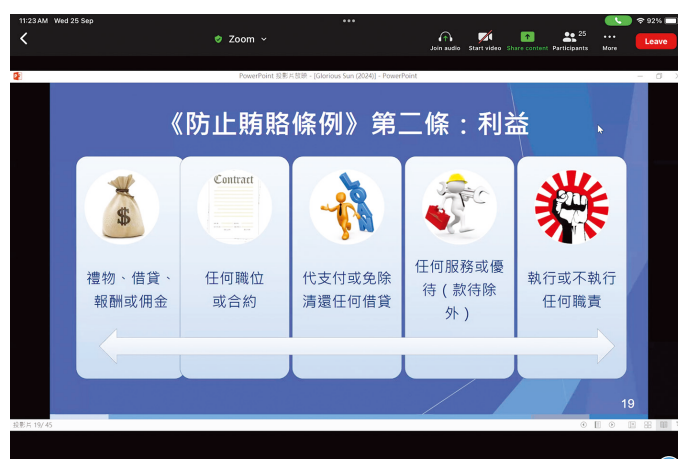 11:23 AM Wed 25 Sep
92%
Zoom
Join audio
Start video
Share content
Participants
25
More
Leave
PowerPoint 投影片放映 - [Glorious Sun (2024)] - PowerPoint
《防止賄賂條例》第二條：利益
$
禮物、借貸、
報酬或佣金
Contract
任何職位
或合約
LOAN
代支付或免除
清還任何借貸
任何服務或優
待(款待除
外)
執行或不執行
任何職責
19
投影片 19/45